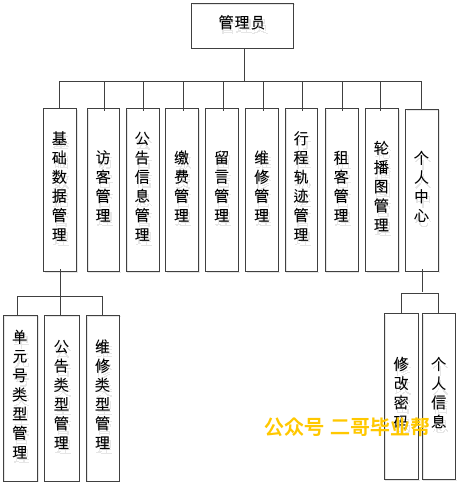 管理员
基础数据管理
访客管理
公告信息管理
缴费管理
留言管理
维修管理
行程轨迹管理
租客管理
轮播图管理
个人中心
单元号类型管理
公告类型管理
维修类型管理
修改密码
个人信息
公众号 二哥毕业帮